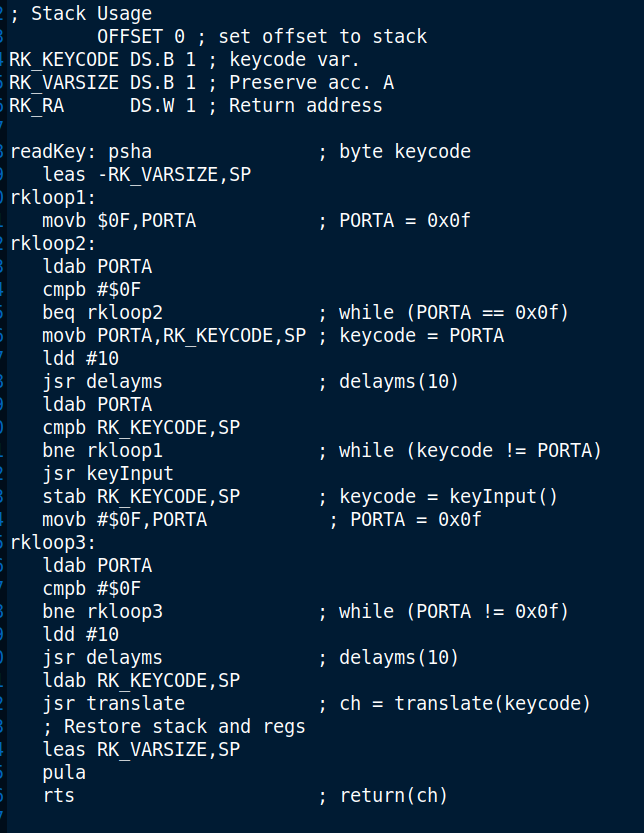 ; Stack Usage
        OFFSET 0 ; set offset to stack
RK_KEYCODE DS.B 1 ; keycode var.
RK_VARSIZE DS.B 1 ; Preserve acc. A
RK_RA      DS.W 1 ; Return address

readKey: psha               ; byte keycode
   leas -RK_VARSIZE,SP
rkloop1:
   movb $0F,PORTA           ; PORTA = 0x0f
rkloop2:
   ldab PORTA
   cmpb #$0F
   beq rkloop2              ; while (PORTA == 0x0f)
   movb PORTA,RK_KEYCODE,SP ; keycode = PORTA
   ldd #10
   jsr delayms              ; delayms(10)
   ldab PORTA
   cmpb RK_KEYCODE,SP
   bne rkloop1              ; while (keycode != PORTA)
   jsr keyInput
   stab RK_KEYCODE,SP       ; keycode = keyInput()
   movb #$0F,PORTA           ; PORTA = 0x0f
rkloop3:
   ldab PORTA
   cmpb #$0F
   bne rkloop3              ; while (PORTA != 0x0f)
   ldd #10
   jsr delayms              ; delayms(10)
   ldab RK_KEYCODE,SP
   jsr translate            ; ch = translate(keycode)
   ; Restore stack and regs
   leas RK_VARSIZE,SP
   pula
   rts                      ; return(ch)